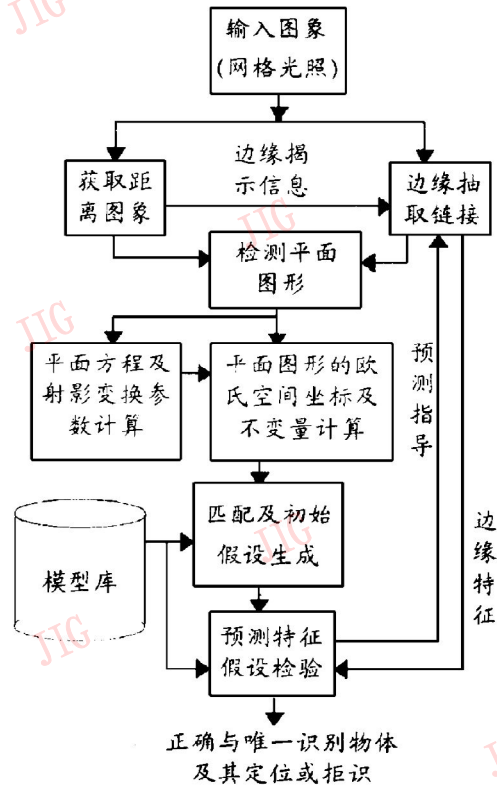 JIG
输入图象
(网格光照)
边缘揭
示信息
获取距
离图象
边缘抽
取链接
JIG
检测平面
图形
JIG
平面方程及
射影变换参
数计算
平面图形的欧
氏空间坐标及
不变量计算
预测指导
边缘特征
匹配及初始
假设生成
JIG
模型库
JIG
预测特征
假设检验
正确与唯一识别物体
及其定位或拒识